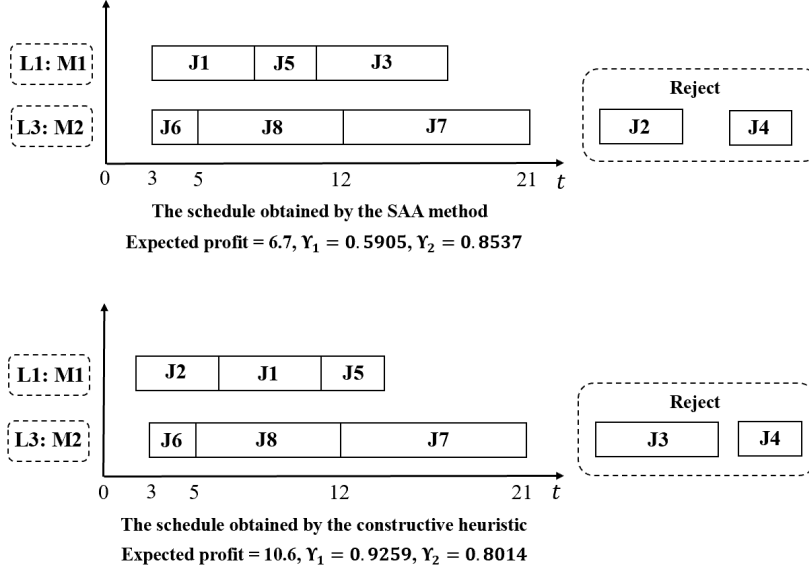 L1: M1
J1 J5 J3
L3: M2
J6 J8 J7
0 3 5 12 21 t
Reject
J2 J4
The schedule obtained by the SAA method
Expected profit = 6.7, ϒ₁ = 0.5905, ϒ₂ = 0.8537
L1: M1
J2 J1 J5
L3: M2
J6 J8 J7
0 3 5 12 21 t
Reject
J3 J4
The schedule obtained by the constructive heuristic
Expected profit = 10.6, ϒ₁ = 0.9259, ϒ₂ = 0.8014